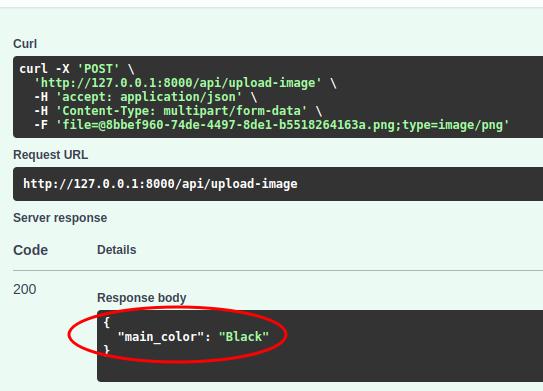 Curl
curl -X 'POST' \
'http://127.0.0.1:8000/api/upload-image' \
-H 'accept: application/json' \
-H 'Content-Type: multipart/form-data' \
-F 'file=@8bbef960-74de-4497-8de1-b5518264163a.png;type=image/png'
Request URL
http://127.0.0.1:8000/api/upload-image
Server response
Code Details
200
Response body
{
"main_color": "Black"
}